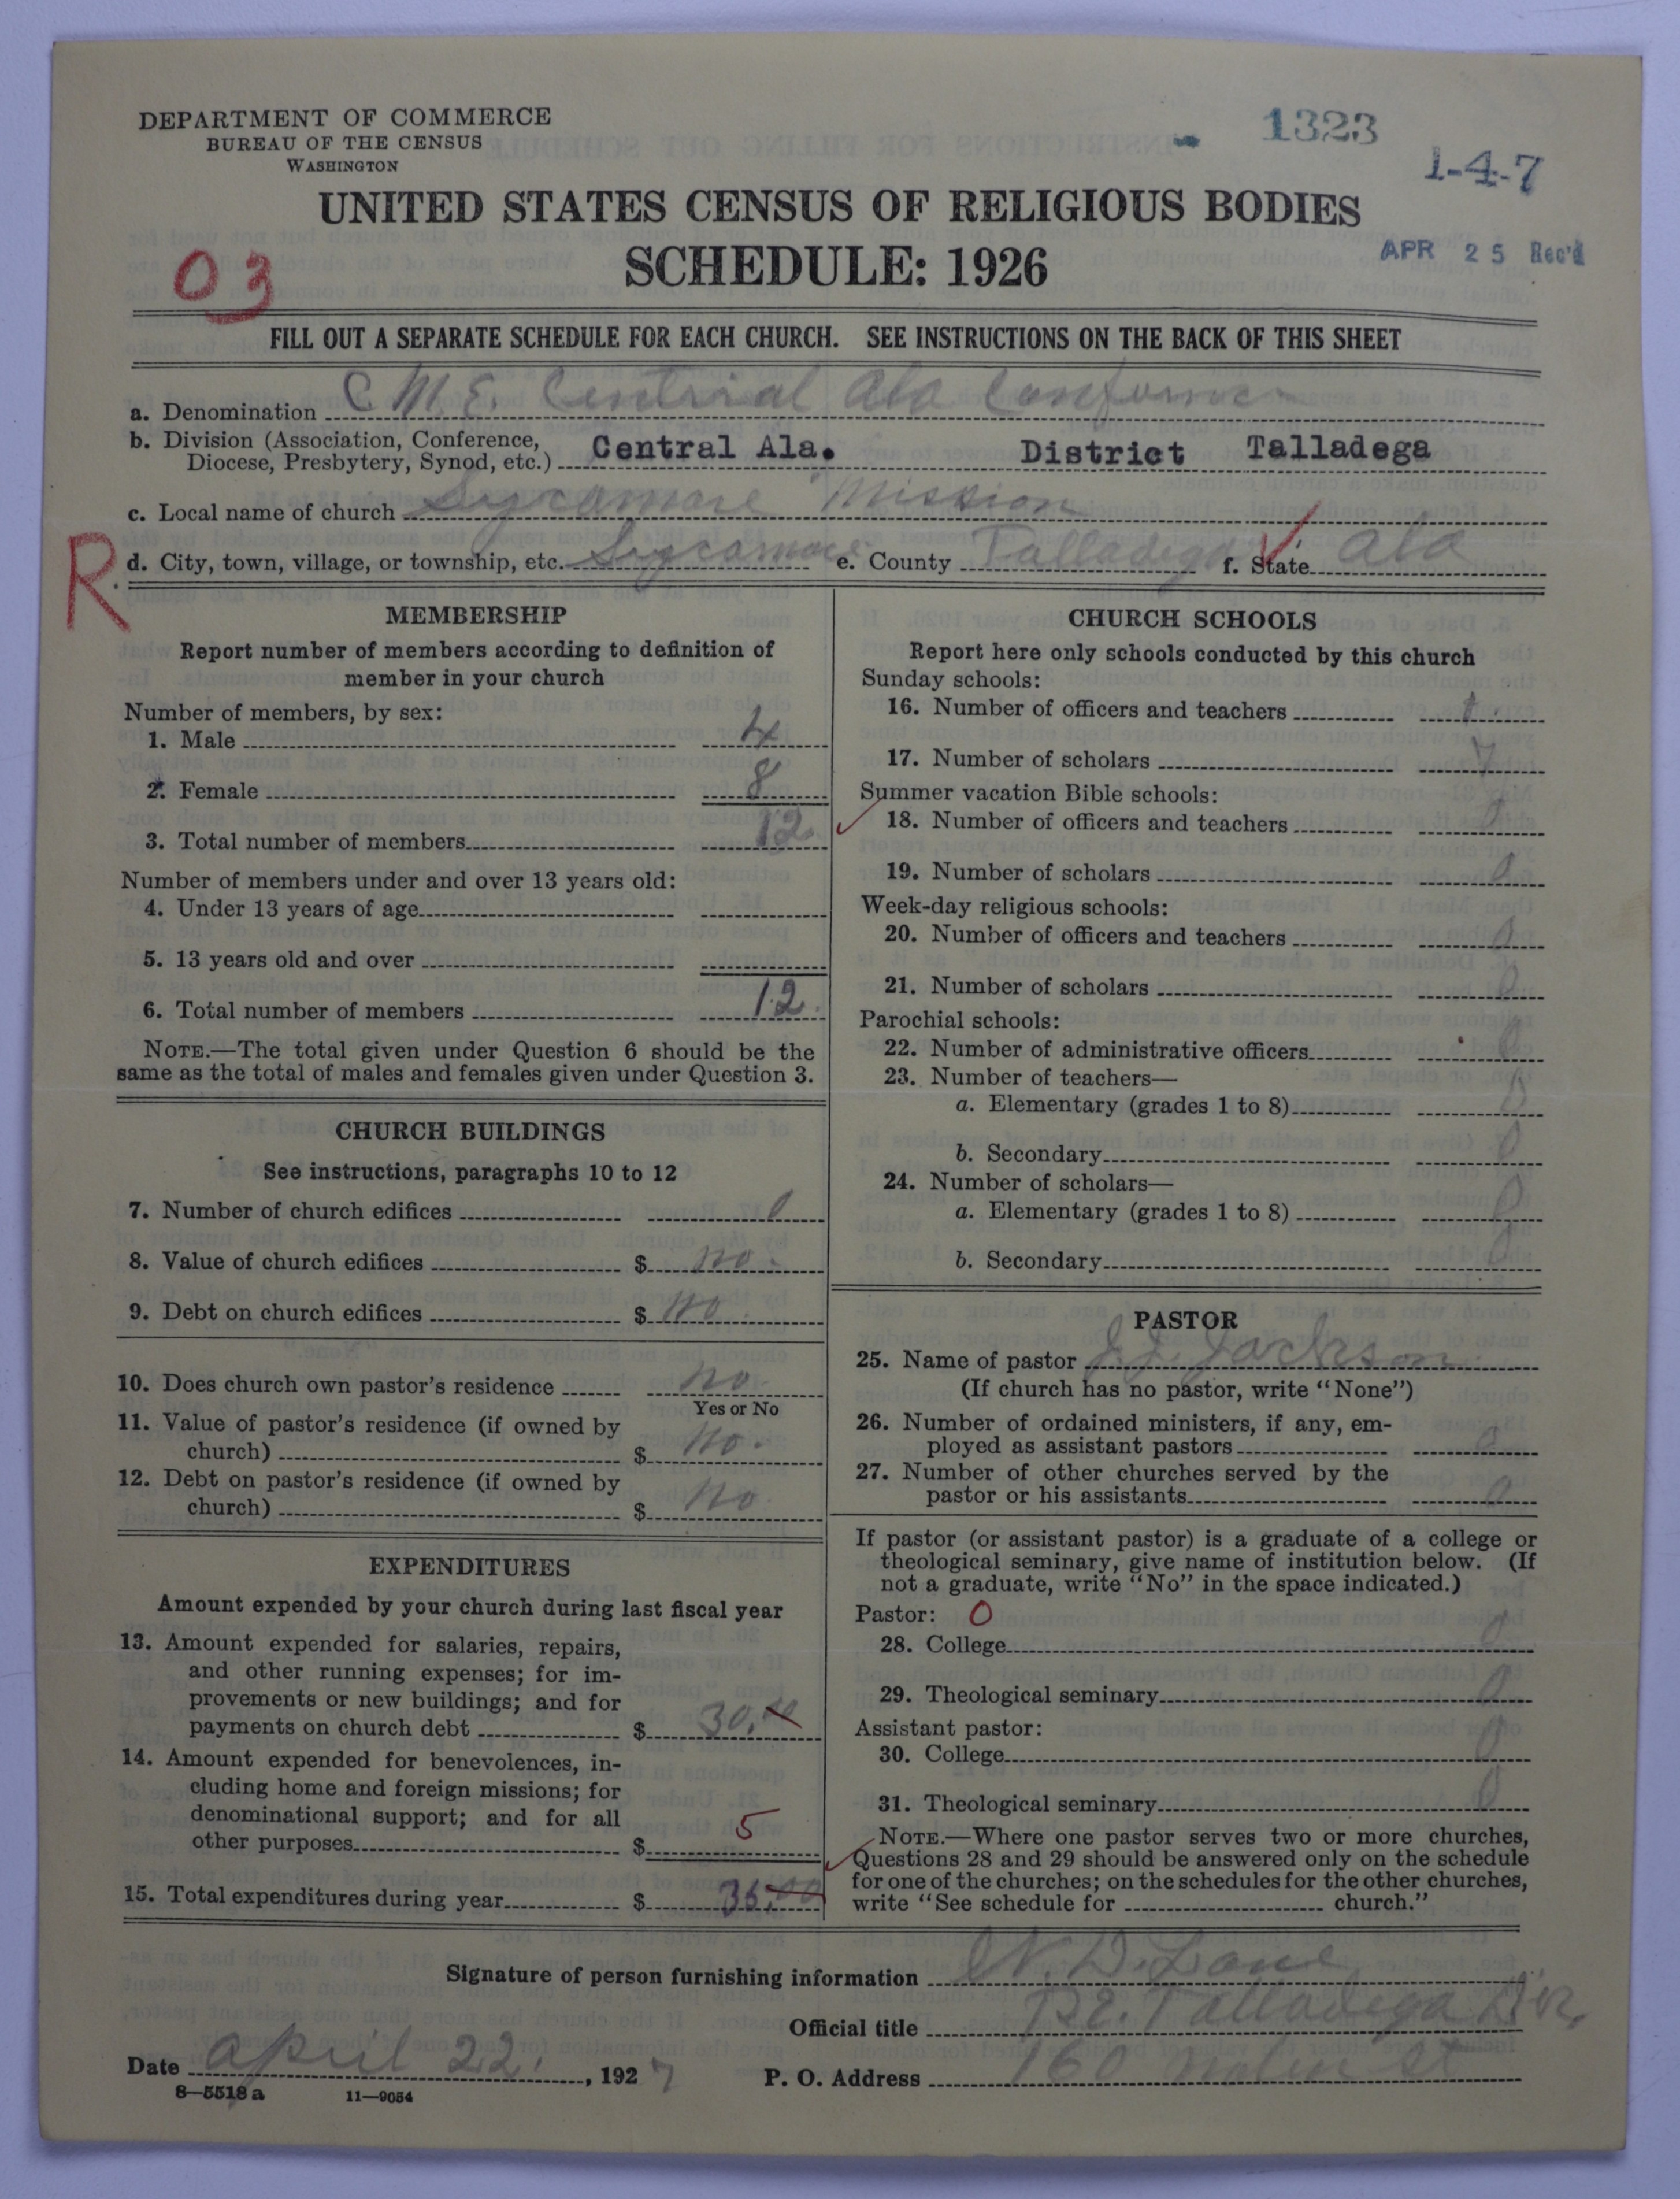 DEPARTMENT OF COMMERCE
BUREAU OF THE CENSUS
WASHINGTON
1323
1-4-7
UNITED STATES CENSUS OF RELIGIOUS BODIES
SCHEDULE: 1926
APR 25 Rec'd
03
FILL OUT A SEPARATE SCHEDULE FOR EACH CHURCH. SEE INSTRUCTIONS ON THE BACK OF THIS SHEET
a. Denomination C M E. Ala
b. Division (Association, Conference,
Diocese, Presbytery, Synod, etc.) Central Ala. District Talladega
c. Local name of church Sycamore Mission
R
d. City, town, village, or township, etc. Sycamore e. County Talladega f. State Ala
MEMBERSHIP
Report number of members according to definition of
member in your church
Number of members, by sex:
1. Male 4
2. Female 8
3. Total number of members 12
Number of members under and over 13 years old:
4. Under 13 years of age
5. 13 years old and over
6. Total number of members 12.
NOTE.—The total given under Question 6 should be the
same as the total of males and females given under Question 3.
CHURCH BUILDINGS
See instructions, paragraphs 10 to 12
7. Number of church edifices
8. Value of church edifices $ no.
9. Debt on church edifices $ no.
10. Does church own pastor's residence no.
Yes or No
11. Value of pastor's residence (if owned by
church) $ no.
12. Debt on pastor's residence (if owned by
church) $ no.
EXPENDITURES
Amount expended by your church during last fiscal year
13. Amount expended for salaries, repairs,
and other running expenses; for im-
provements or new buildings; and for
payments on church debt $ 30.00
14. Amount expended for benevolences, in-
cluding home and foreign missions; for
denominational support; and for all
other purposes $ 5
15. Total expenditures during year $ 35.00
CHURCH SCHOOLS
Report here only schools conducted by this church
Sunday schools:
16. Number of officers and teachers
17. Number of scholars 7
Summer vacation Bible schools:
18. Number of officers and teachers 0
19. Number of scholars 0
Week-day religious schools:
20. Number of officers and teachers 0
21. Number of scholars 0
Parochial schools:
22. Number of administrative officers 0
23. Number of teachers—
a. Elementary (grades 1 to 8) 0
b. Secondary 0
24. Number of scholars—
a. Elementary (grades 1 to 8) 0
b. Secondary 0
PASTOR
25. Name of pastor J. J. Jackson
(If church has no pastor, write "None")
26. Number of ordained ministers, if any, em-
ployed as assistant pastors 0
27. Number of other churches served by the
pastor or his assistants 0
If pastor (or assistant pastor) is a graduate of a college or
theological seminary, give name of institution below. (If
not a graduate, write "No" in the space indicated.)
Pastor: 0
28. College 0
29. Theological seminary 0
Assistant pastor:
30. College 0
31. Theological seminary 0
NOTE.—Where one pastor serves two or more churches,
Questions 28 and 29 should be answered only on the schedule
for one of the churches; on the schedules for the other churches,
write "See schedule for church."
Signature of person furnishing information N. D. Lane
Official title P.E. Talladega
Date April 22. , 1927
P. O. Address 160 St
8—5518 a 11—9054